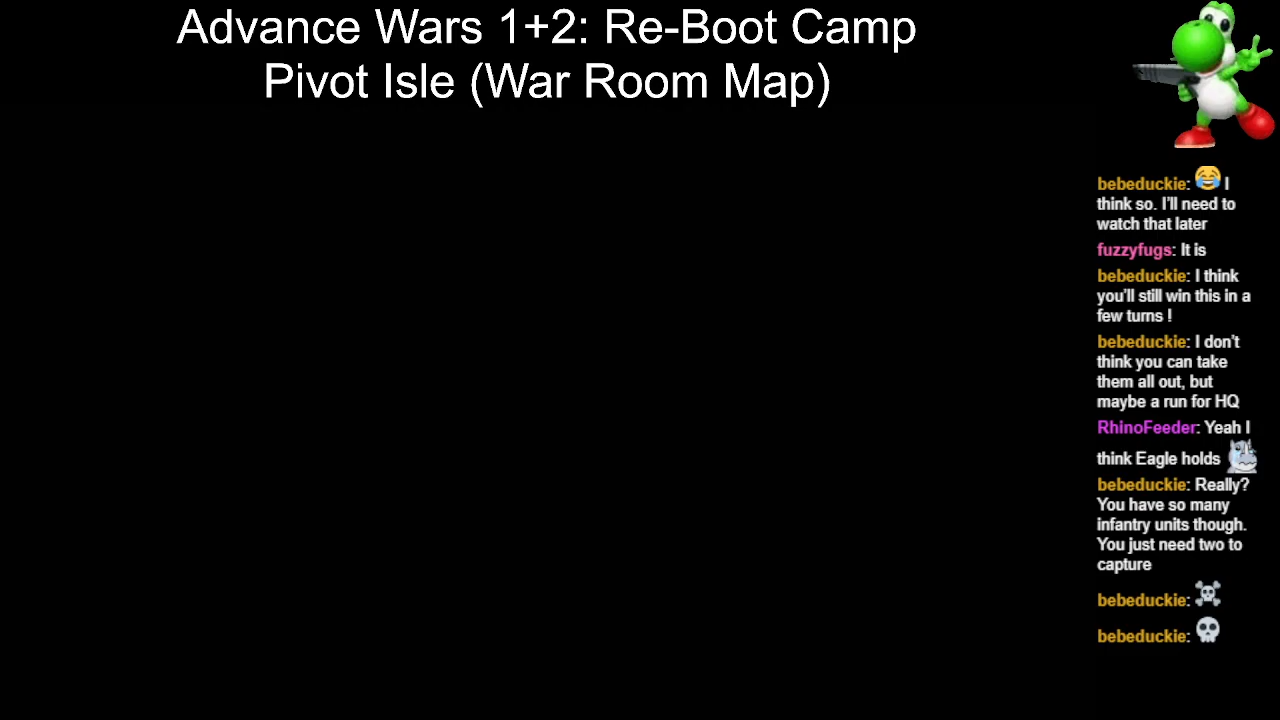 Advance Wars 1+2: Re-Boot Camp
Pivot Isle (War Room Map)
bebeduckie: 😂 I
think so. I'll need to
watch that later
fuzzyfugs: It is
bebeduckie: I think
you'll still win this in a
few turns !
bebeduckie: I don't
think you can take
them all out, but
maybe a run for HQ
RhinoFeeder: Yeah I
think Eagle holds
bebeduckie: Really?
You have so many
infantry units though.
You just need two to
capture
bebeduckie: ☠️
bebeduckie: 💀